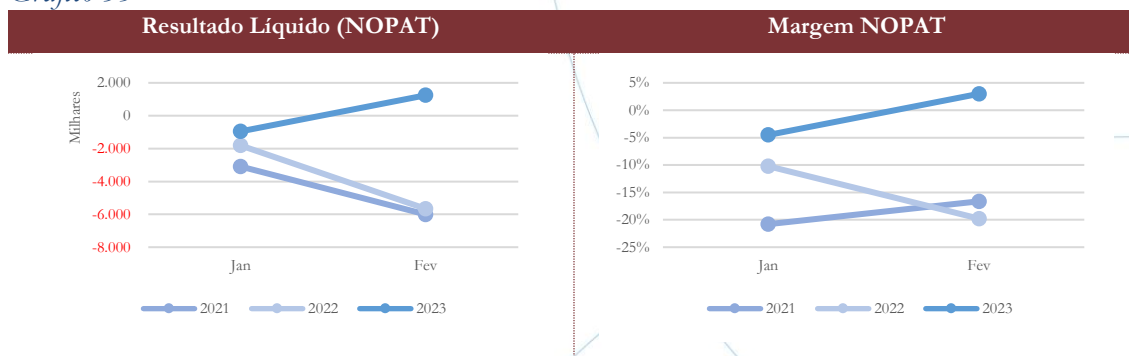 Resultado Líquido (NOPAT)
Milhares
2.000
0
-2.000
-4.000
-6.000
-8.000
Jan
Fev
2021
2022
2023
Margem NOPAT
5%
0%
-5%
-10%
-15%
-20%
-25%
Jan
Fev
2021
2022
2023